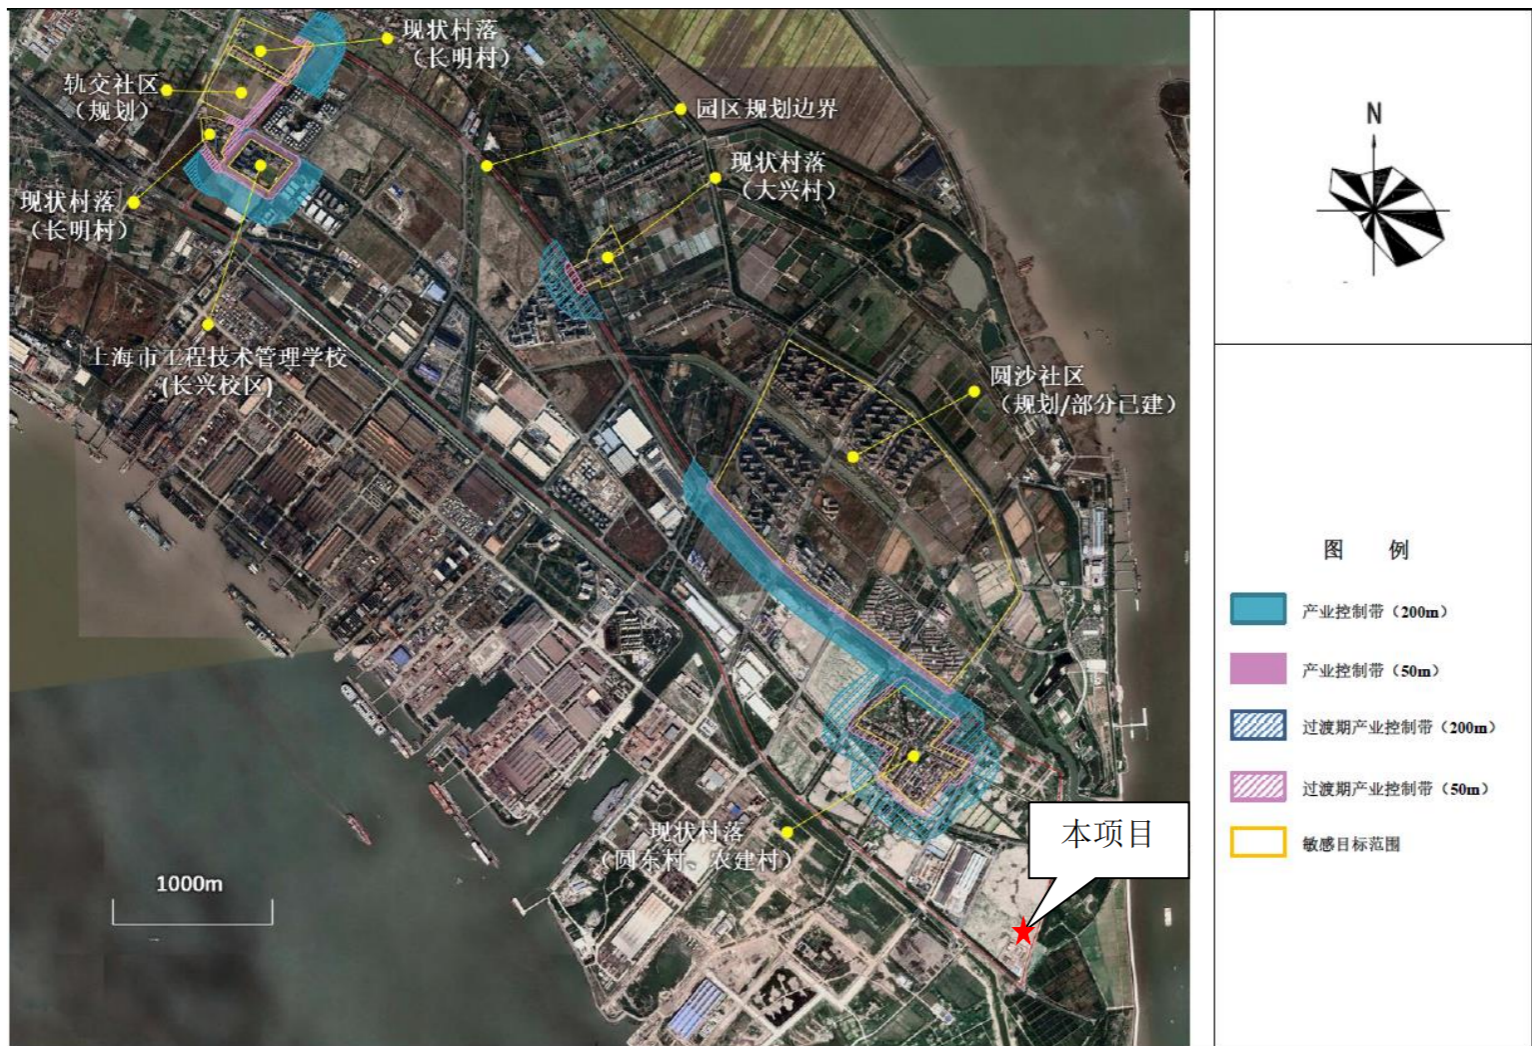 现状村落
（长明村）
轨交社区
（规划）
园区规划边界
现状村落
（大兴村）
现状村落
（长明村）
上海市工程技术管理学校
(长兴校区)
圆沙社区
（规划/部分已建）
现状村落
（圆东村、农建村）
本项目
1000m
N
图 例
产业控制带（200m）
产业控制带（50m）
过渡期产业控制带（200m）
过渡期产业控制带（50m）
敏感目标范围